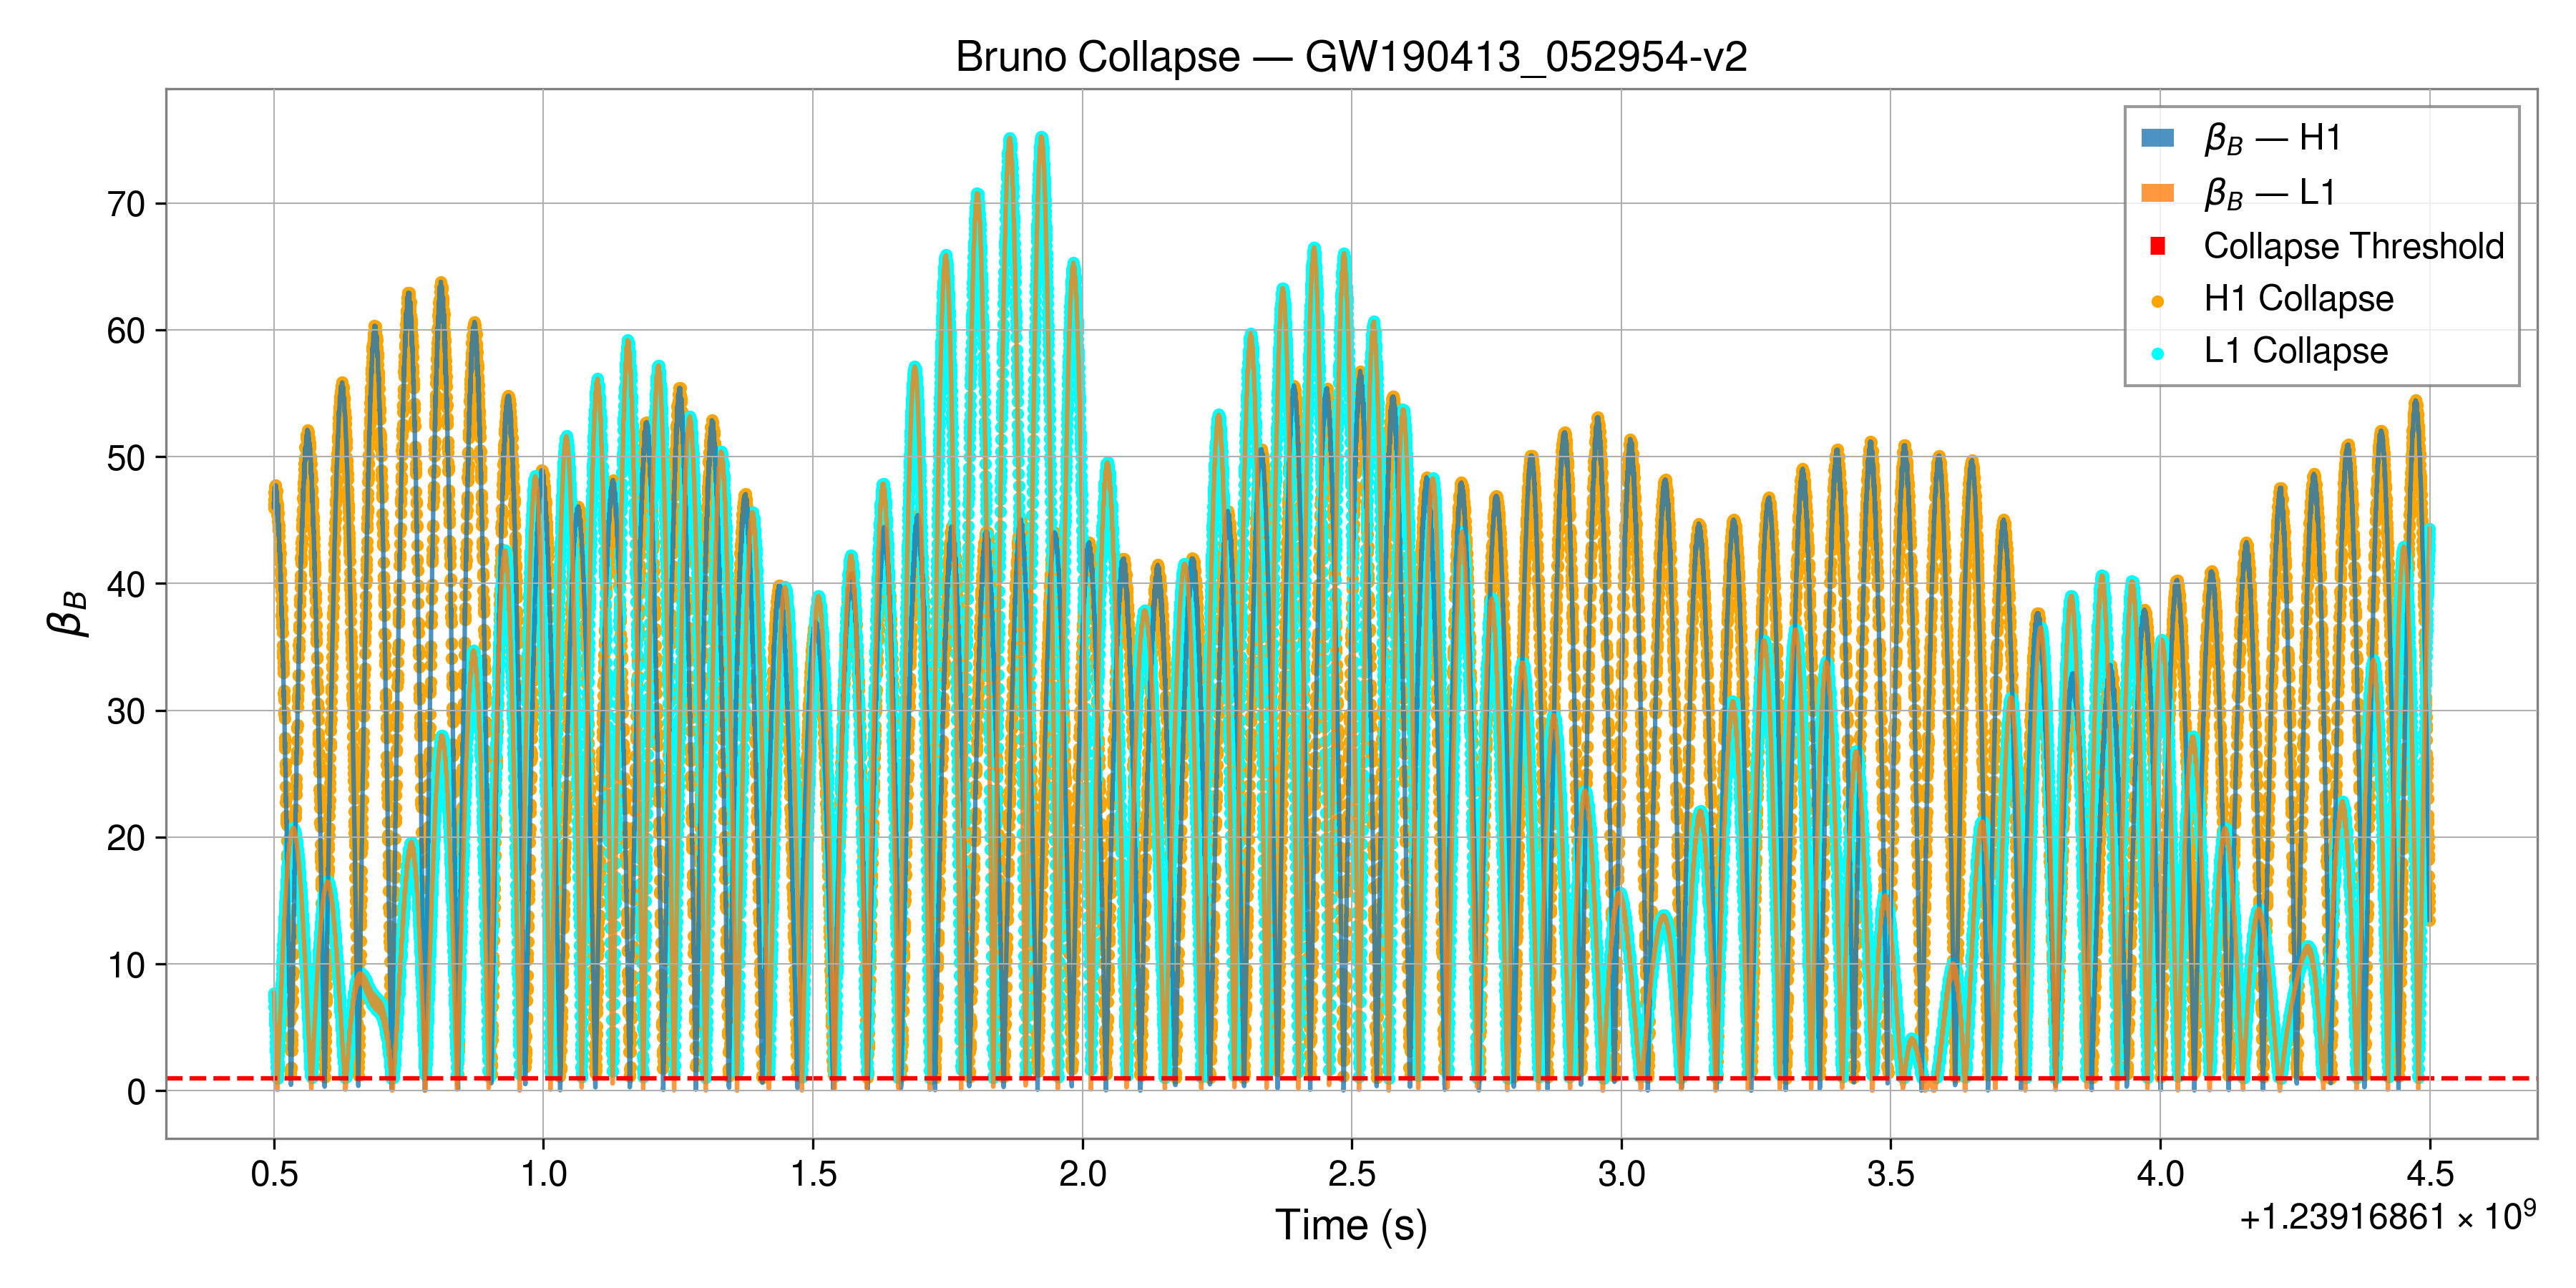 Bruno Collapse — GW190413_052954-v2
β_B — H1
β_B — L1
Collapse Threshold
H1 Collapse
L1 Collapse
β_B
70
60
50
40
30
20
10
0
0.5 1.0 1.5 2.0 2.5 3.0 3.5 4.0 4.5
Time (s)
+1.23916861 × 10⁹